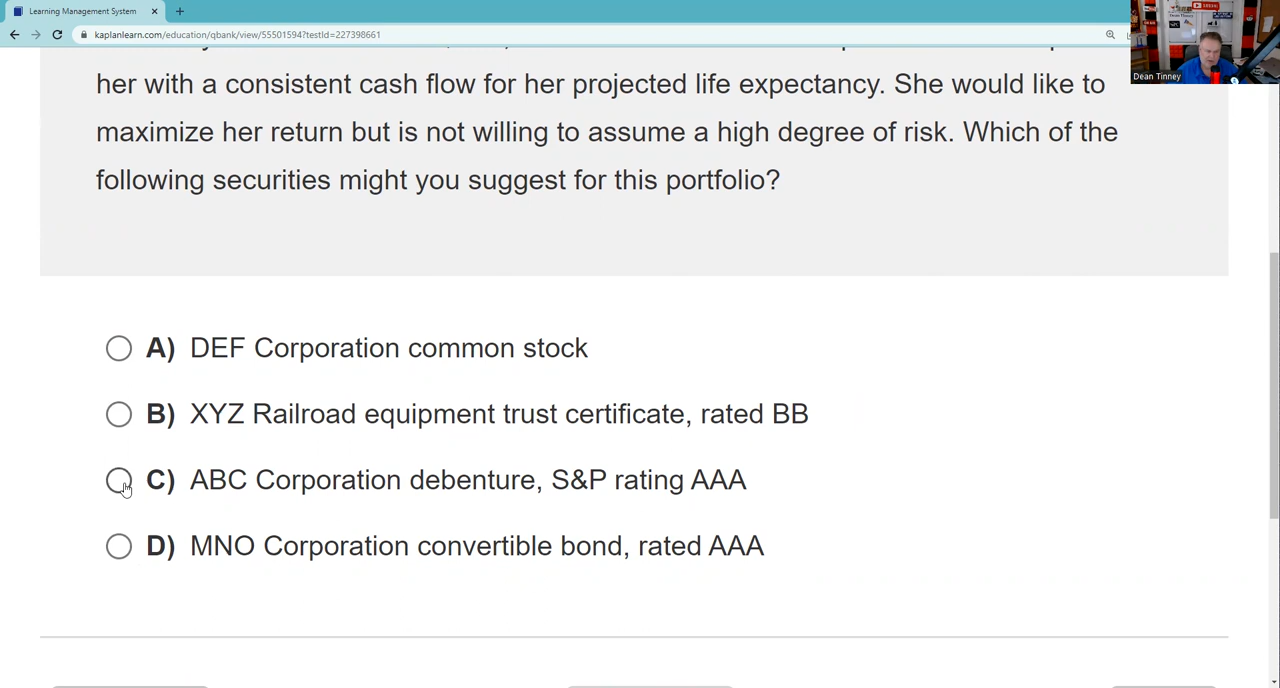 Learning Management System
kaplanlearn.com/education/qbank/view/55501594?testId=227398661
Dean Tinney
her with a consistent cash flow for her projected life expectancy. She would like to
maximize her return but is not willing to assume a high degree of risk. Which of the
following securities might you suggest for this portfolio?
A) DEF Corporation common stock
B) XYZ Railroad equipment trust certificate, rated BB
C) ABC Corporation debenture, S&P rating AAA
D) MNO Corporation convertible bond, rated AAA